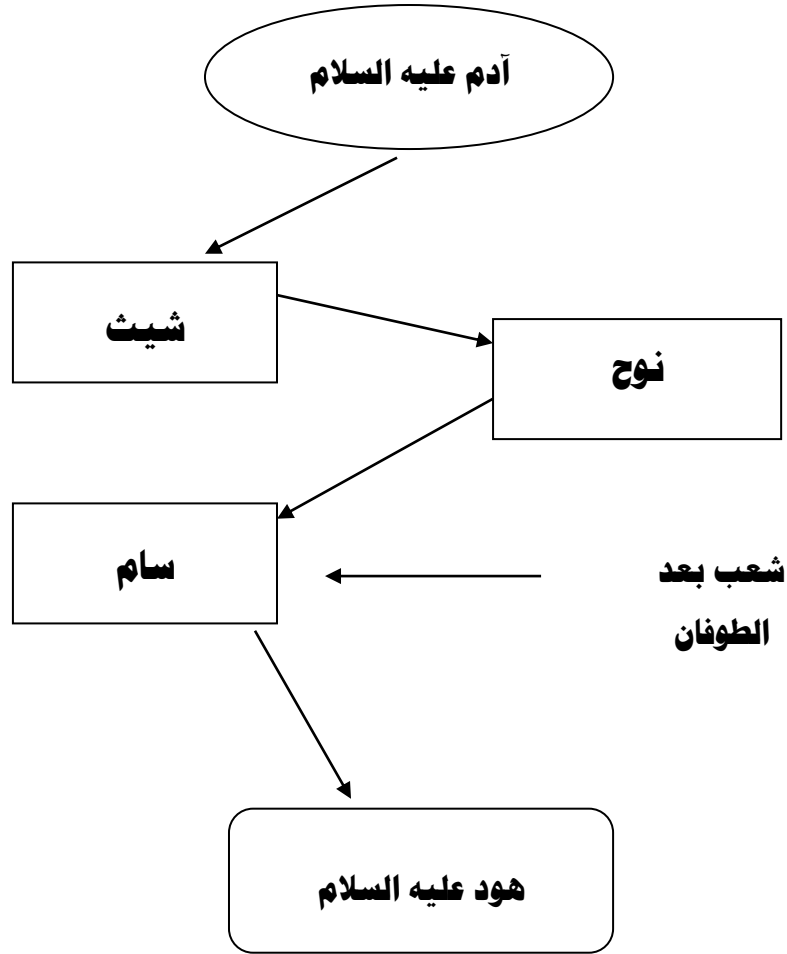 آدم عليه السلام
شيث
نوح
سام
شعب بعد
الطوفان
هود عليه السلام